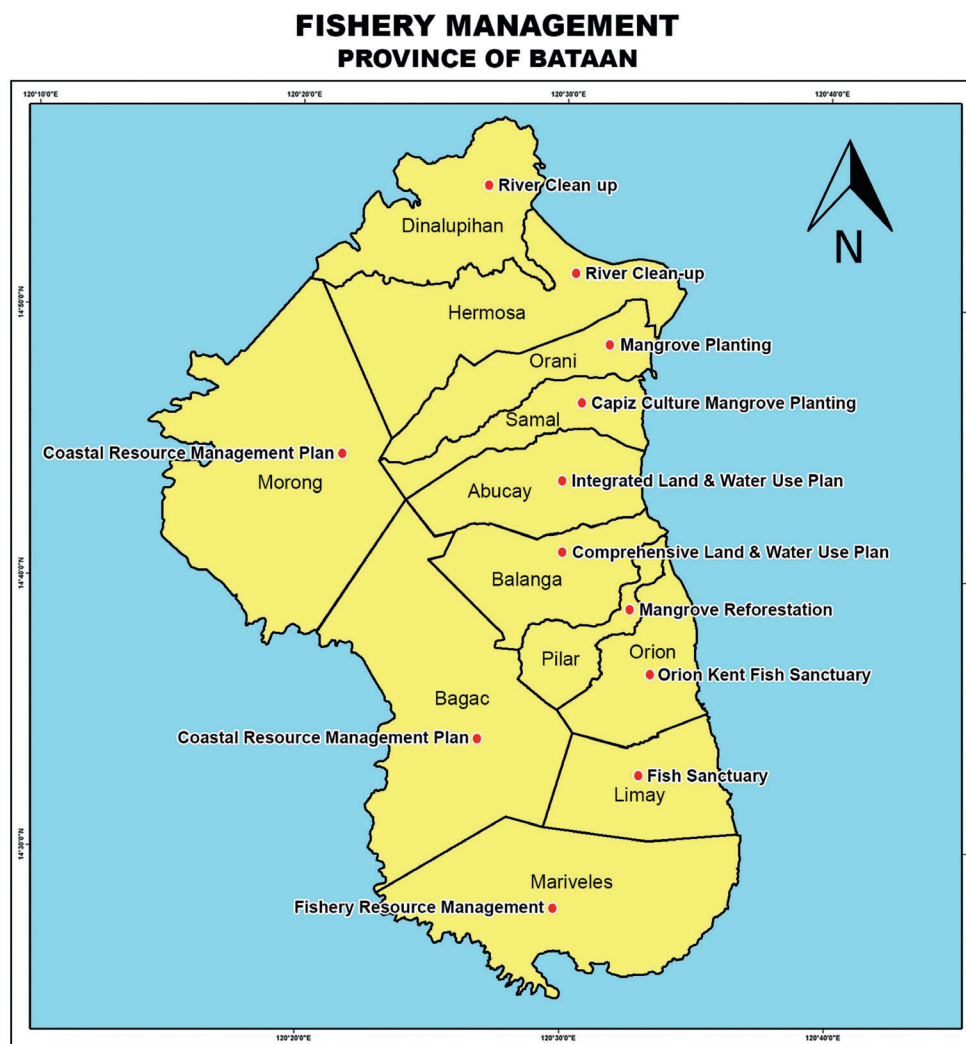 FISHERY MANAGEMENT
PROVINCE OF BATAAN
120°10'0"E
120°20'0"E
120°30'0"E
120°40'0"E
River Clean up
Dinalupihan
N
River Clean-up
14°50'0"N
Hermosa
Mangrove Planting
Orani
Capiz Culture Mangrove Planting
Samal
Coastal Resource Management Plan
Morong
Integrated Land & Water Use Plan
Abucay
Comprehensive Land & Water Use Plan
14°40'0"N
Balanga
Mangrove Reforestation
Pilar
Orion
Orion Kent Fish Sanctuary
Bagac
Coastal Resource Management Plan
Fish Sanctuary
Limay
14°30'0"N
Mariveles
Fishery Resource Management
120°20'0"E
120°30'0"E
120°40'0"E